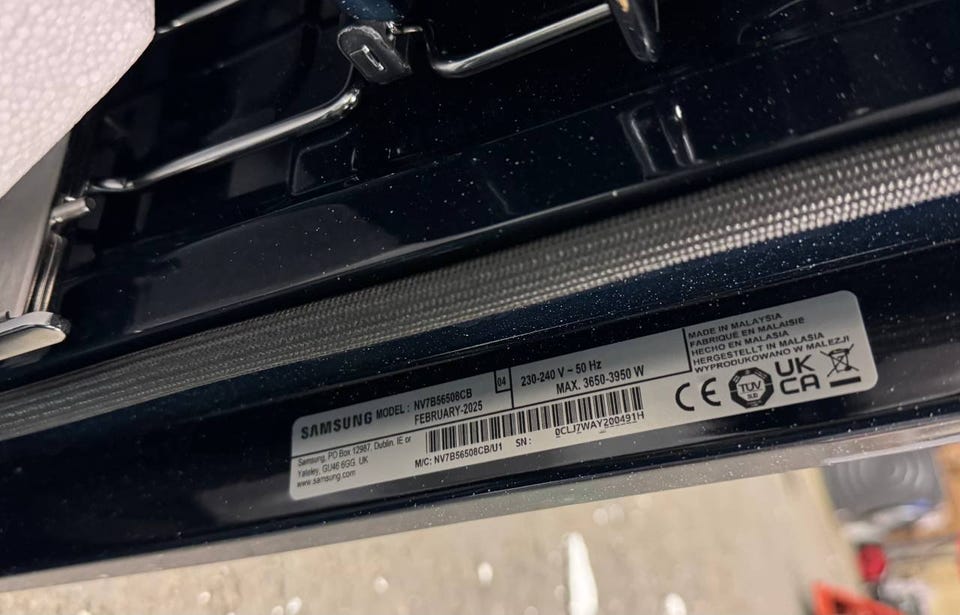 SAMSUNG MODEL : NV7B56508CB 04
FEBRUARY-2025
Samsung, PO Box 12987, Dublin, IE or
Yateley, GU46 6GG, UK
www.samsung.com
M/C: NV7B56508CB/U1 SN : 0CLJ7WAY200491H
230-240 V ~ 50 Hz
MAX. 3650-3950 W
MADE IN MALAYSIA
FABRIQUÉ EN MALAISIE
HECHO EN MALASIA
HERGESTELLT IN MALASIA
WYPRODUKOWANO W MALEZJI
CE
TÜV
SÜD
UK
CA